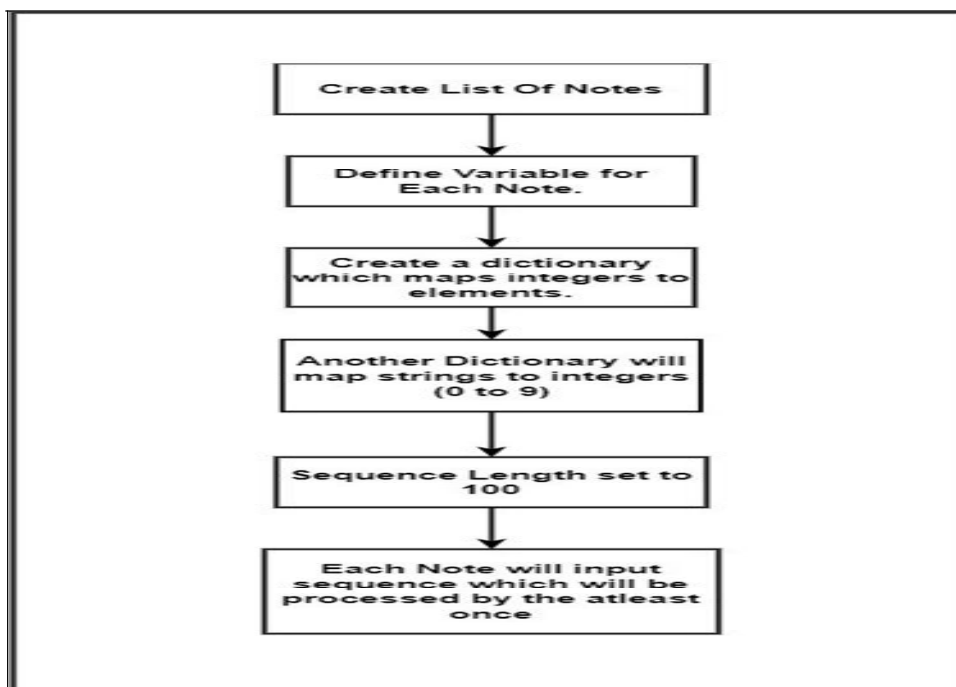 Create List Of Notes
Define Variable for
Each Note.
Create a dictionary
which maps integers to
elements.
Another Dictionary will
map strings to integers
(0 to 9)
Sequence Length set to
100
Each Note will input
sequence which will be
processed by the atleast
once